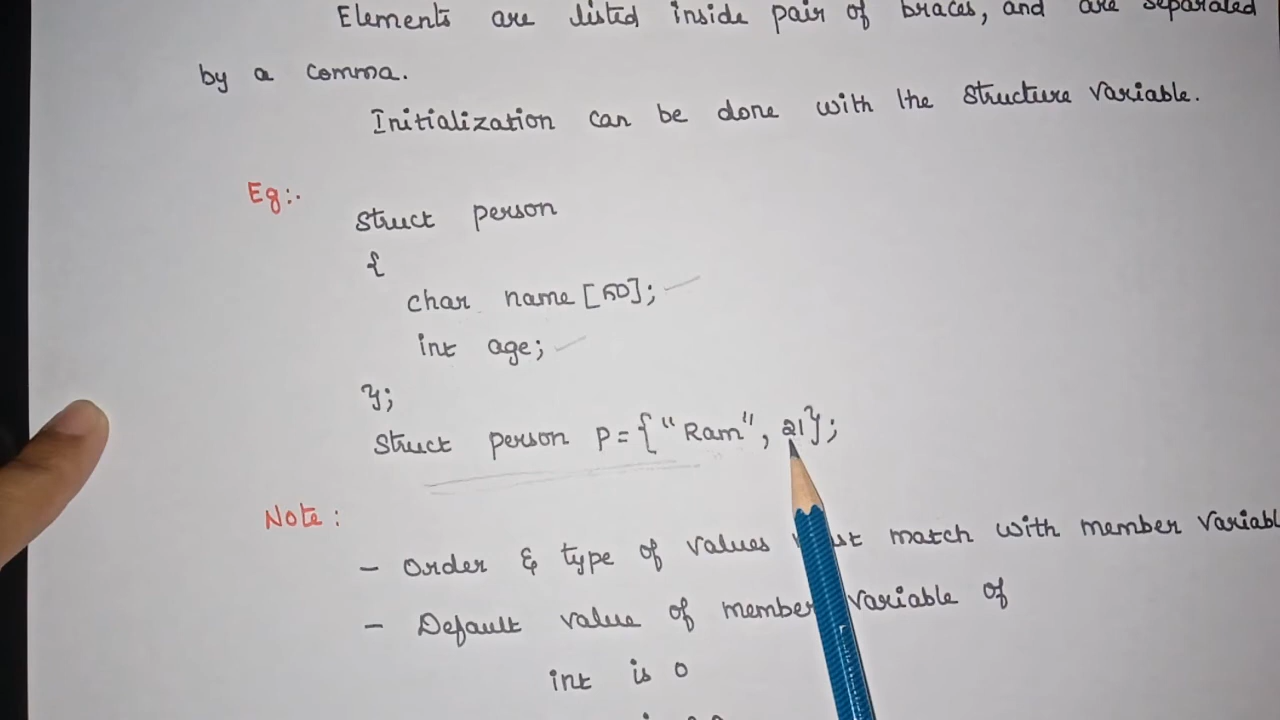 Elements are listed inside pair of braces, and are separated
by a comma.
Initialization can be done with the structure variable.
Eg:-
struct person
{
char name [50];
int age;
};
struct person P = {"Ram", 21};
Note:
- Order & type of values must match with member variabl
- Default value of member variable of
int is 0